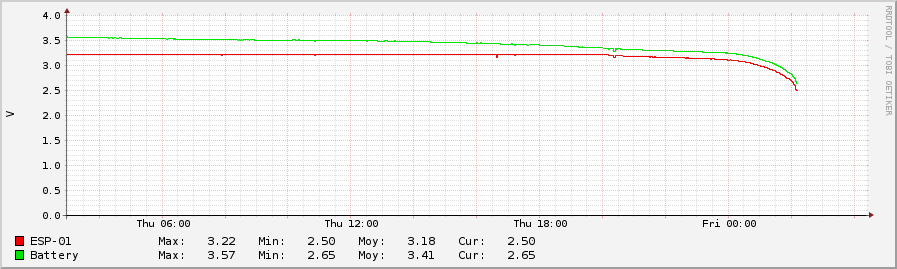 4.0
3.5
3.0
2.5
2.0
1.5
1.0
0.5
0.0
V
Thu 06:00 Thu 12:00 Thu 18:00 Fri 00:00
ESP-01 Max: 3.22 Min: 2.50 Moy: 3.18 Cur: 2.50
Battery Max: 3.57 Min: 2.65 Moy: 3.41 Cur: 2.65
RRDTOOL / TOBI OETIKER